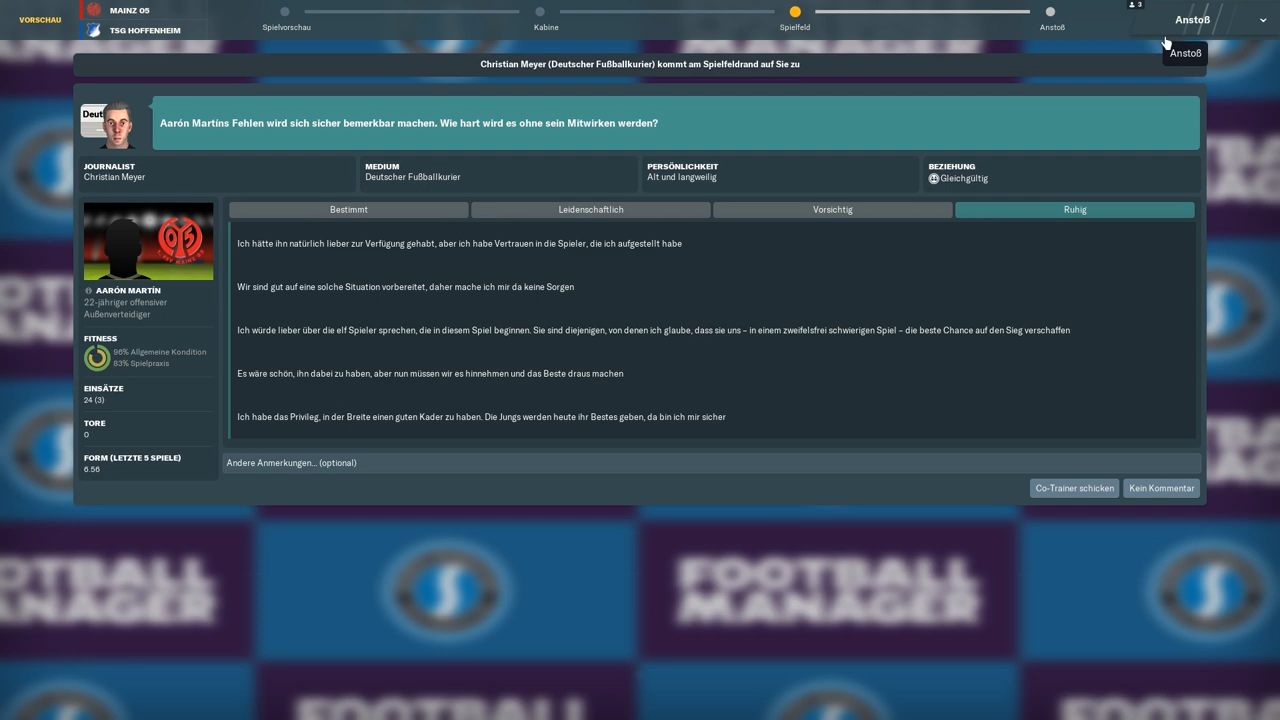 VORSCHAU
MAINZ 05
TSG HOFFENHEIM
Spielvorschau
Kabine
Spielfeld
Anstoß
3
Anstoß
Anstoß
Christian Meyer (Deutscher Fußballkurier) kommt am Spielfeldrand auf Sie zu
Deut
Aarón Martíns Fehlen wird sich sicher bemerkbar machen. Wie hart wird es ohne sein Mitwirken werden?
JOURNALIST
Christian Meyer
MEDIUM
Deutscher Fußballkurier
PERSÖNLICHKEIT
Alt und langweilig
BEZIEHUNG
Gleichgültig
05
AARÓN MARTÍN
22-jähriger offensiver
Außenverteidiger
FITNESS
96% Allgemeine Kondition
83% Spielpraxis
EINSÄTZE
24 (3)
TORE
0
FORM (LETZTE 5 SPIELE)
6.56
Bestimmt
Leidenschaftlich
Vorsichtig
Ruhig
Ich hätte ihn natürlich lieber zur Verfügung gehabt, aber ich habe Vertrauen in die Spieler, die ich aufgestellt habe
Wir sind gut auf eine solche Situation vorbereitet, daher mache ich mir da keine Sorgen
Ich würde lieber über die elf Spieler sprechen, die in diesem Spiel beginnen. Sie sind diejenigen, von denen ich glaube, dass sie uns – in einem zweifelsfrei schwierigen Spiel – die beste Chance auf den Sieg verschaffen
Es wäre schön, ihn dabei zu haben, aber nun müssen wir es hinnehmen und das Beste draus machen
Ich habe das Privileg, in der Breite einen guten Kader zu haben. Die Jungs werden heute ihr Bestes geben, da bin ich mir sicher
Andere Anmerkungen... (optional)
Co-Trainer schicken
Kein Kommentar
FOOTBALL
MANAGER